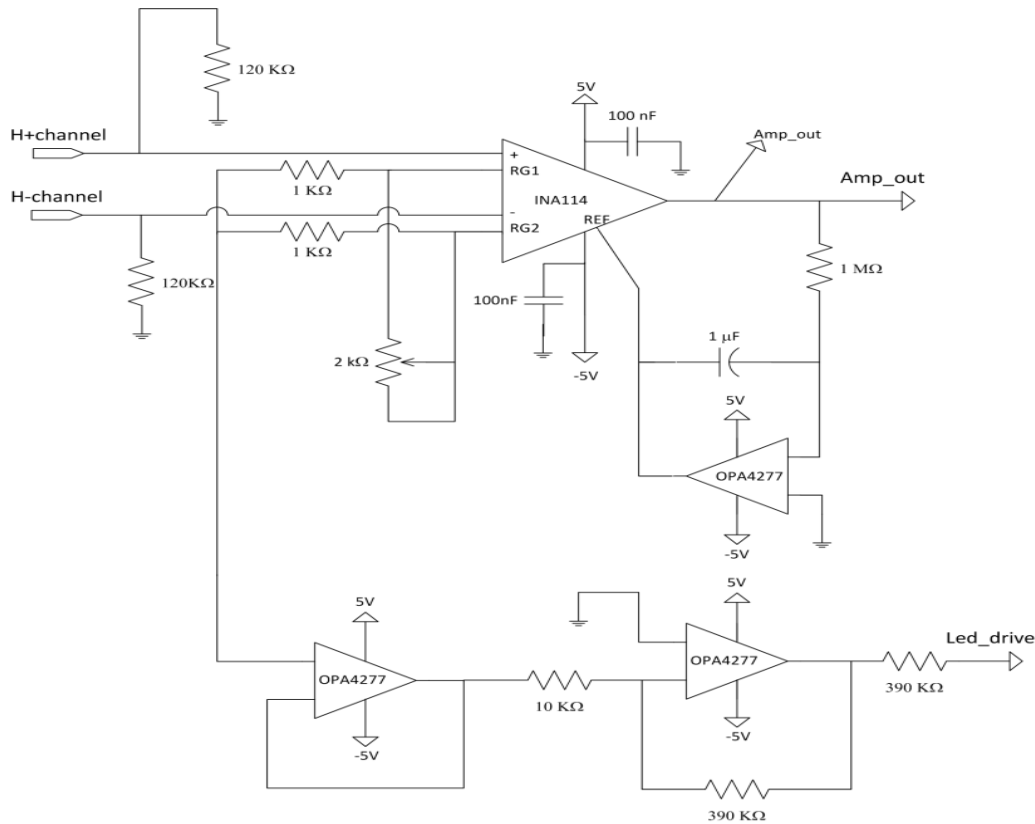 120 KΩ
5V
100 nF
H+channel
Amp_out
+
RG1
1 KΩ
INA114
Amp_out
H-channel
-
REF
RG2
1 KΩ
1 MΩ
120KΩ
100nF
1 µF
2 kΩ
-5V
5V
OPA4277
-5V
5V
5V
Led_drive
OPA4277
OPA4277
10 KΩ
390 KΩ
-5V
-5V
390 KΩ